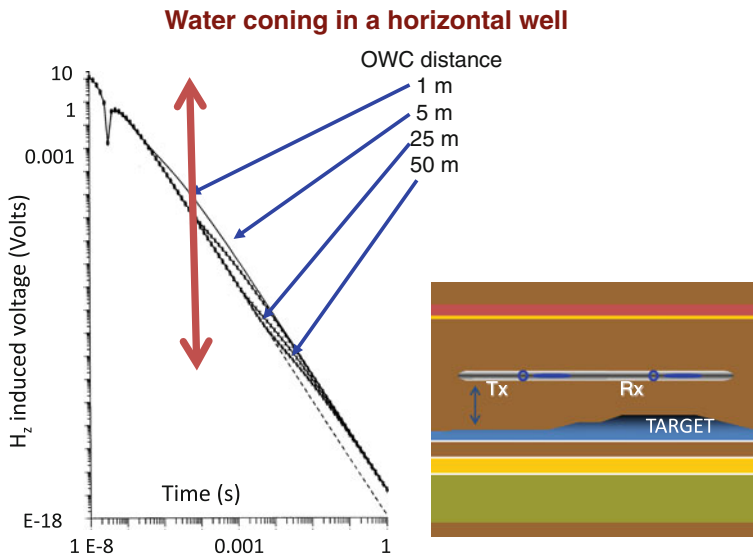 Water coning in a horizontal well
OWC distance
1 m
5 m
25 m
50 m
10
1
0.001
E-18
H_z induced voltage (Volts)
Time (s)
1 E-8
0.001
1
Tx
Rx
TARGET